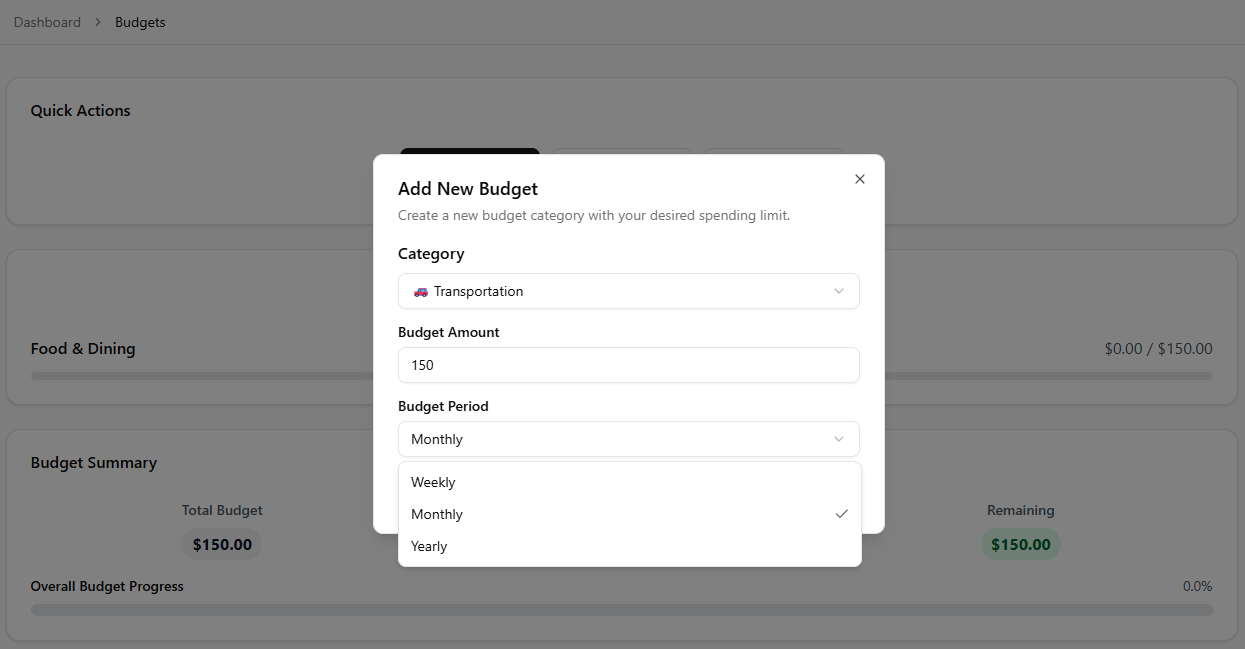 Dashboard > Budgets
Quick Actions
Add New Budget
Create a new budget category with your desired spending limit.
Category
Transportation
Budget Amount
150
Budget Period
Monthly
Weekly
Monthly
Yearly
Food & Dining
$0.00 / $150.00
Budget Summary
Total Budget
$150.00
Remaining
$150.00
Overall Budget Progress
0.0%